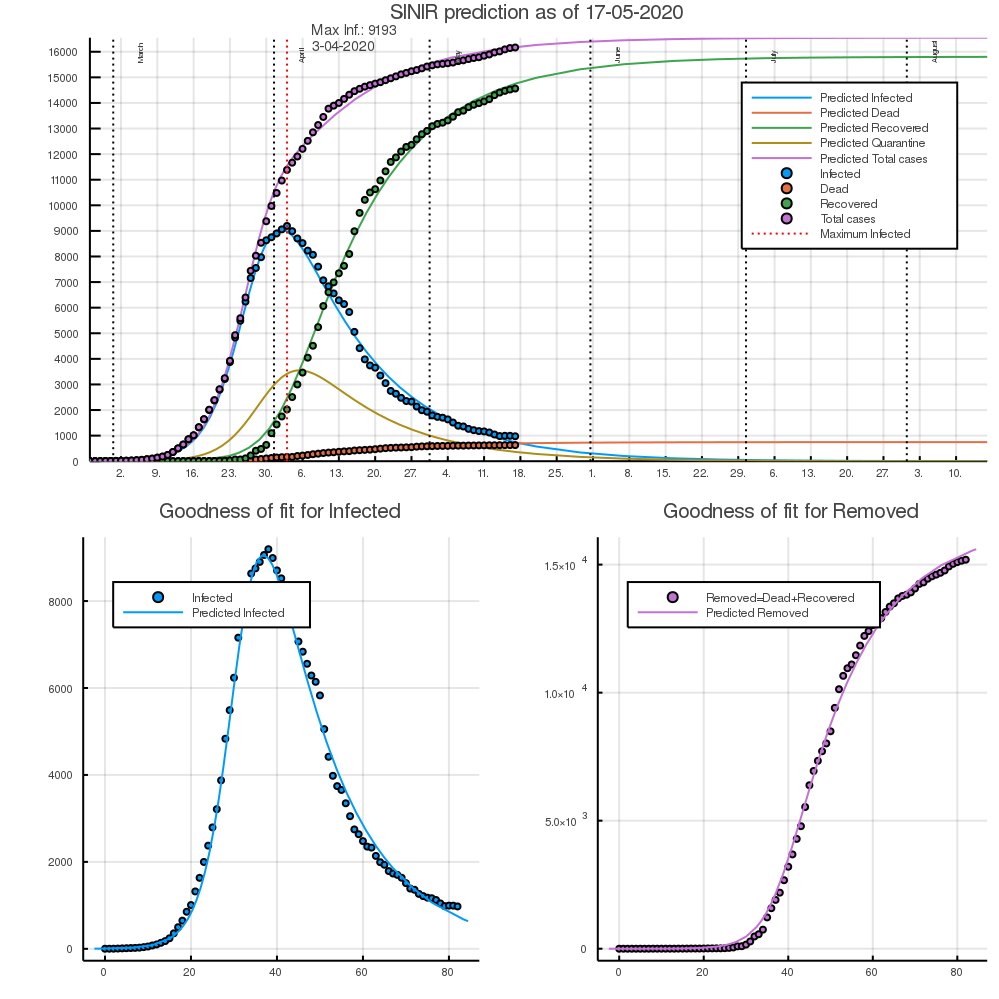 SINIR prediction as of 17-05-2020
Max Inf.: 9193
3-04-2020
March
April
June
July
August
16000
15000
14000
13000
12000
11000
10000
9000
8000
7000
6000
5000
4000
3000
2000
1000
0
Predicted Infected
Predicted Dead
Predicted Recovered
Predicted Quarantine
Predicted Total cases
Infected
Dead
Recovered
Total cases
Maximum Infected
2. 9. 16. 23. 30. 6. 13. 20. 27. 4. 11. 18. 25. 1. 8. 15. 22. 29. 6. 13. 20. 27. 3. 10.
Goodness of fit for Infected
8000
6000
4000
2000
0
Infected
Predicted Infected
0 20 40 60 80
Goodness of fit for Removed
1.5×10 4
1.0×10 4
5.0×10 3
0
Removed=Dead+Recovered
Predicted Removed
0 20 40 60 80